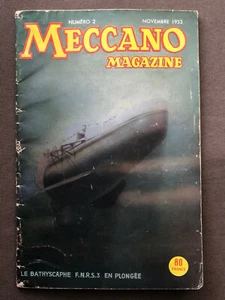 NUMÉRO 2 NOVEMBRE 1953
MECCANO
MAGAZINE
80
FRANCS
LE BATHYSCAPHE F.N.R.S.3 EN PLONGÉE